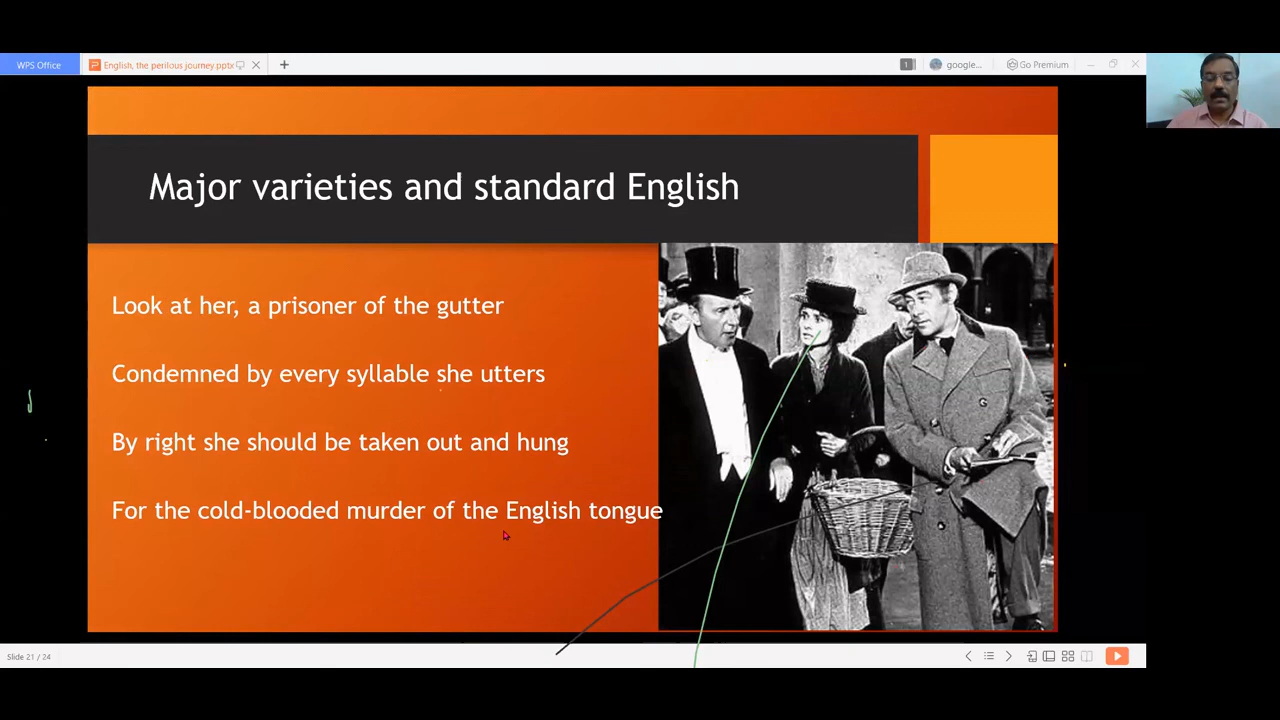 WPS Office
English, the perilous journey pptx
1
google...
Go Premium
Major varieties and standard English
Look at her, a prisoner of the gutter
Condemned by every syllable she utters
By right she should be taken out and hung
For the cold-blooded murder of the English tongue
Slide 21 / 24